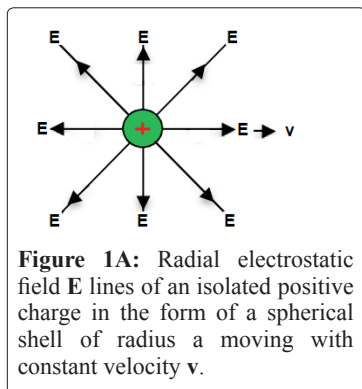 E E E
E + E v
E E E
Figure 1A: Radial electrostatic
field E lines of an isolated positive
charge in the form of a spherical
shell of radius a moving with
constant velocity v.